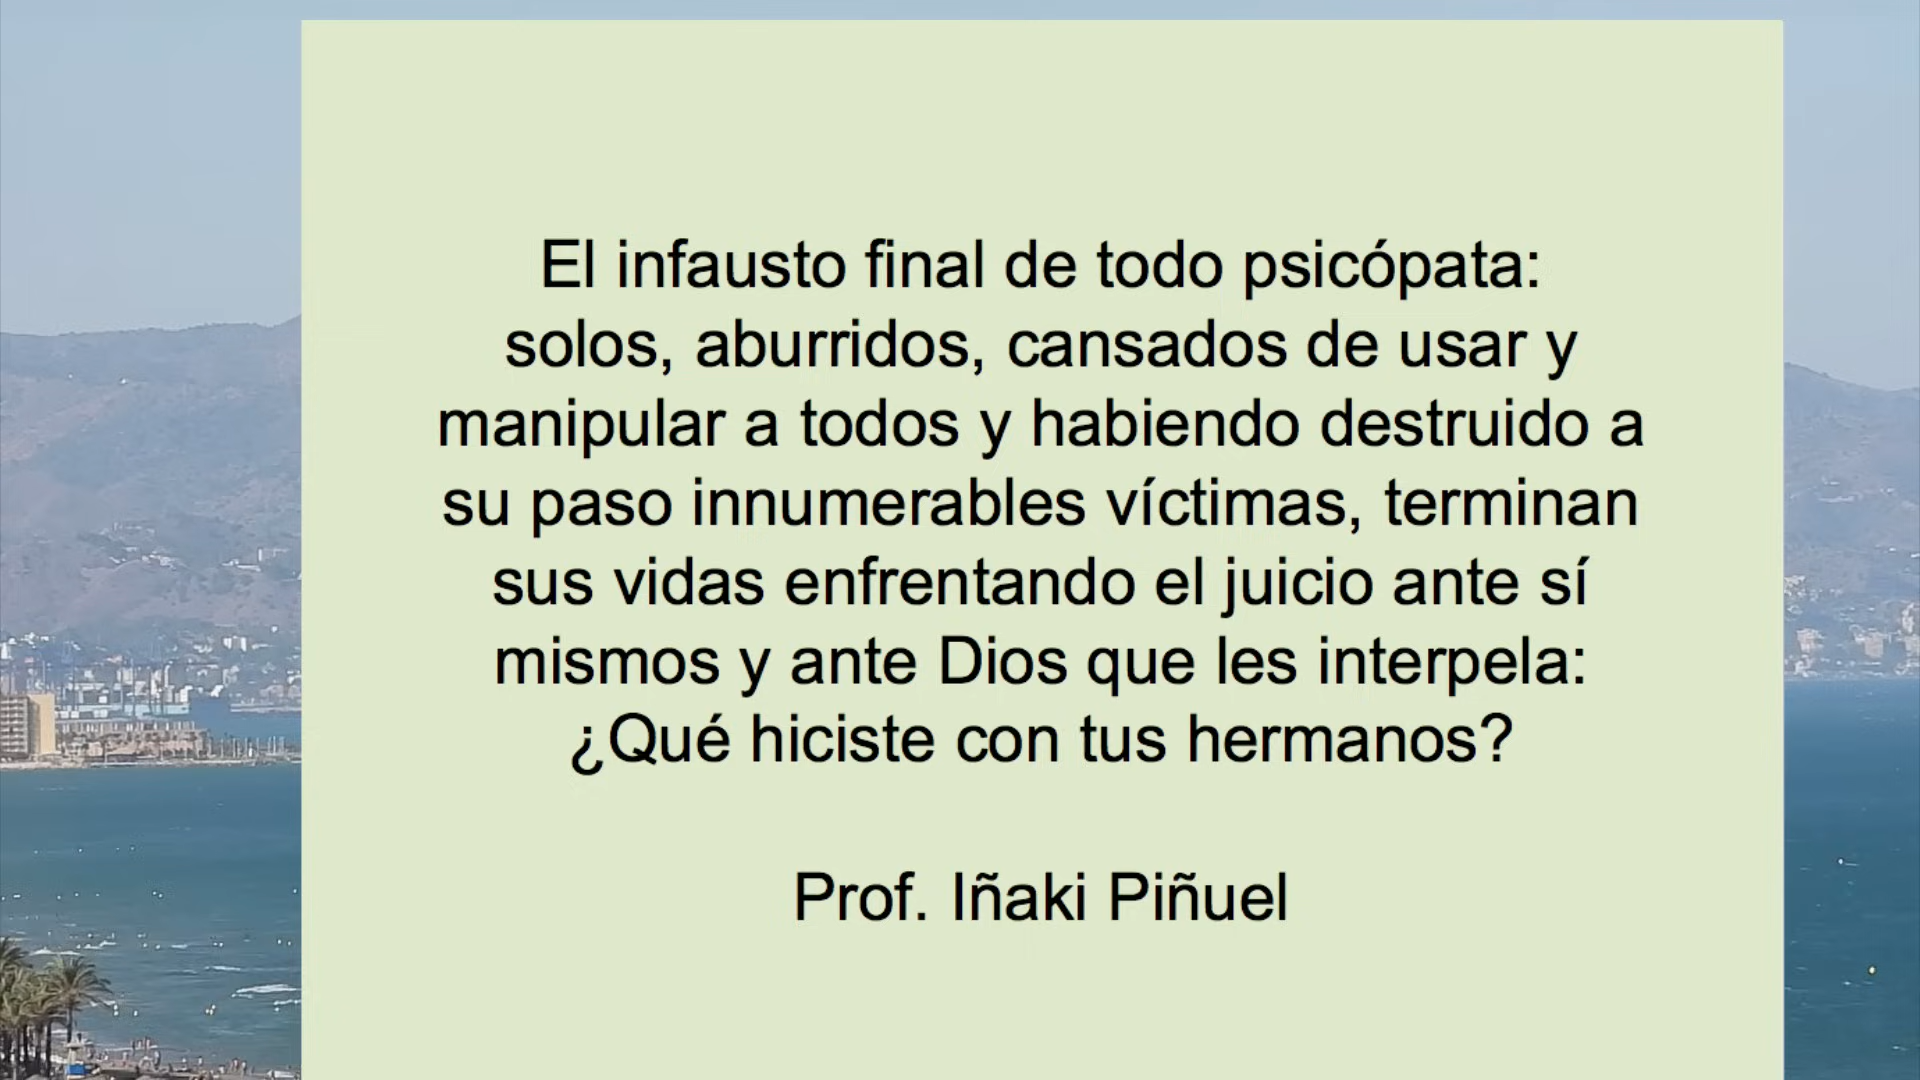 El infausto final de todo psicópata:
solos, aburridos, cansados de usar y
manipular a todos y habiendo destruido a
su paso innumerables víctimas, terminan
sus vidas enfrentando el juicio ante sí
mismos y ante Dios que les interpela:
¿Qué hiciste con tus hermanos?
Prof. Iñaki Piñuel